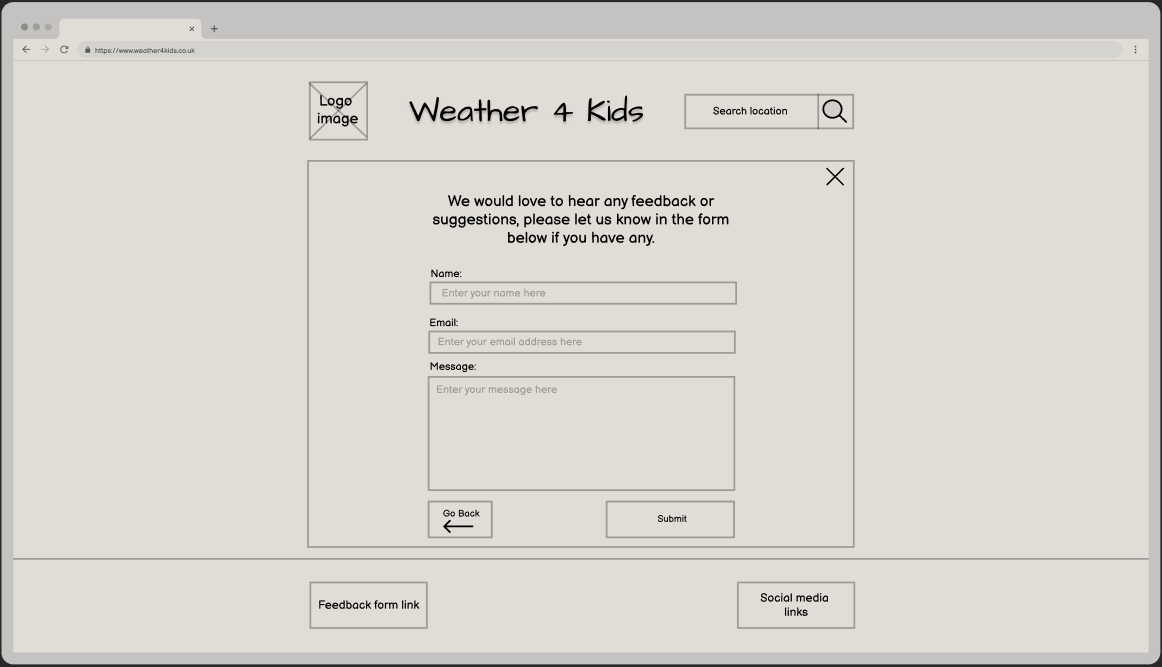 https://www.weather4kids.co.uk
Logo
image
Weather 4 Kids
Search location
We would love to hear any feedback or
suggestions, please let us know in the form
below if you have any.
Name:
Enter your name here
Email:
Enter your email address here
Message:
Enter your message here
Go Back
Submit
Feedback form link
Social media
links